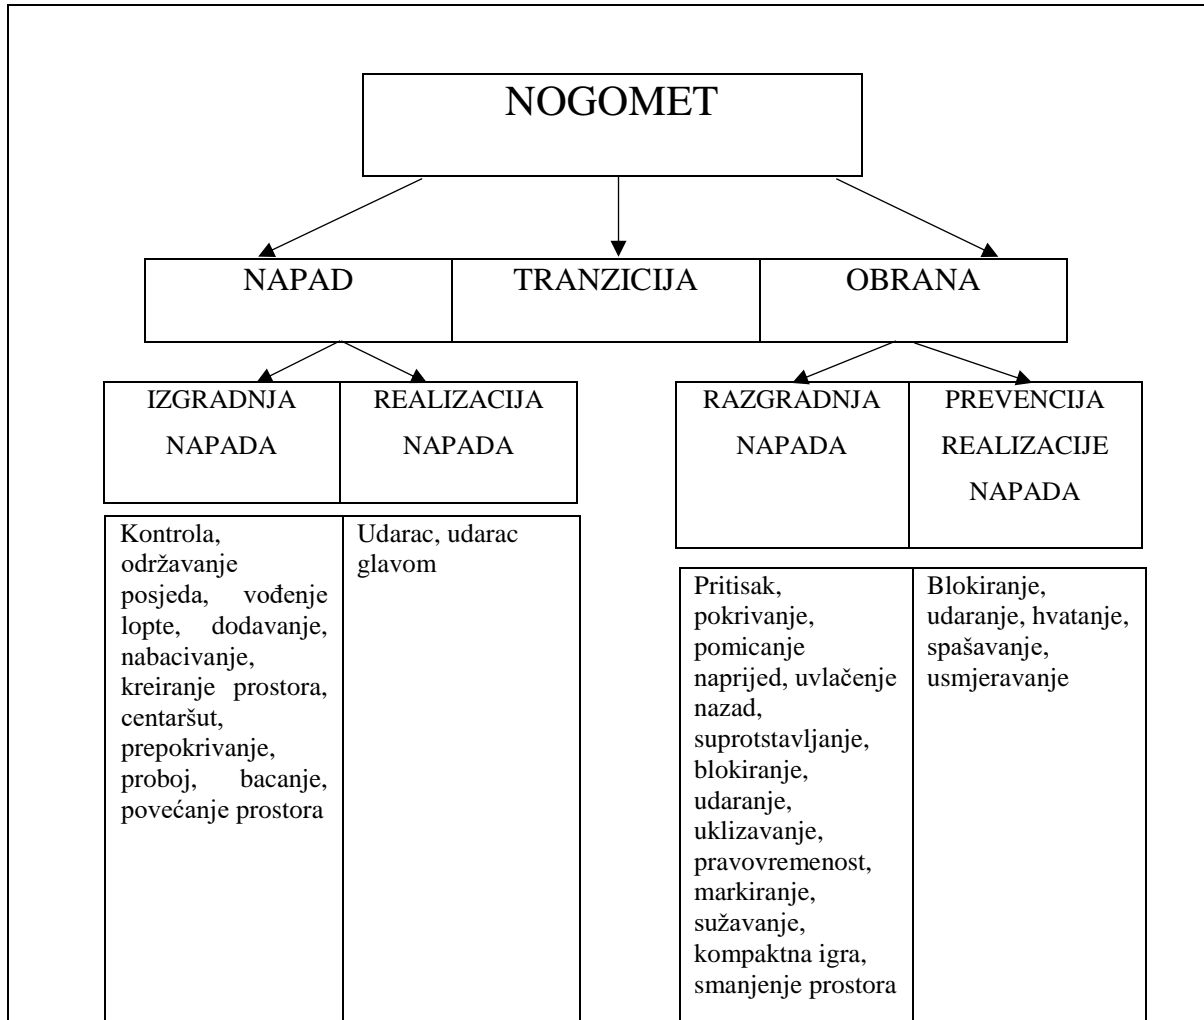 NOGOMET
NAPAD
TRANZICIJA
OBRANA
IZGRADNJA
NAPADA
REALIZACIJA
NAPADA
RAZGRADNJA
NAPADA
PREVENCIJA
REALIZACIJE
NAPADA
Kontrola,
održavanje
posjeda, vođenje
lopte, dodavanje,
nabacivanje,
kreiranje prostora,
centaršut,
prepokrivanje,
proboj, bacanje,
povećanje prostora
Udarac, udarac
glavom
Pritisak,
pokrivanje,
pomicanje
naprijed, uvlačenje
nazad,
suprotstavljanje,
blokiranje,
udaranje,
uklizavanje,
pravovremenost,
markiranje,
sužavanje,
kompaktna igra,
smanjenje prostora
Blokiranje,
udaranje, hvatanje,
spašavanje,
usmjeravanje